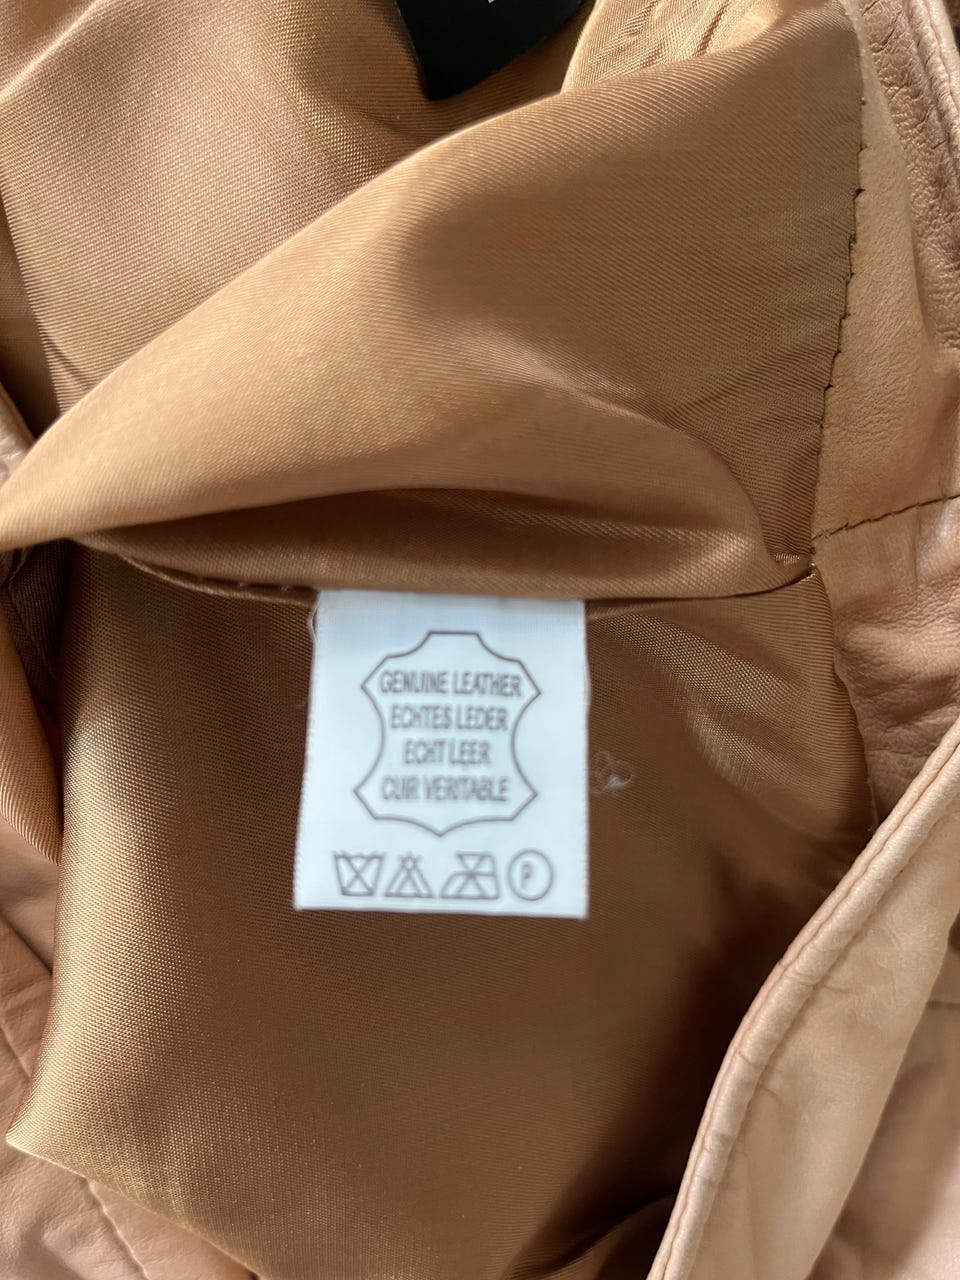 GENUINE LEATHER
ECHTES LEDER
ECHT LEER
CUIR VERITABLE
P